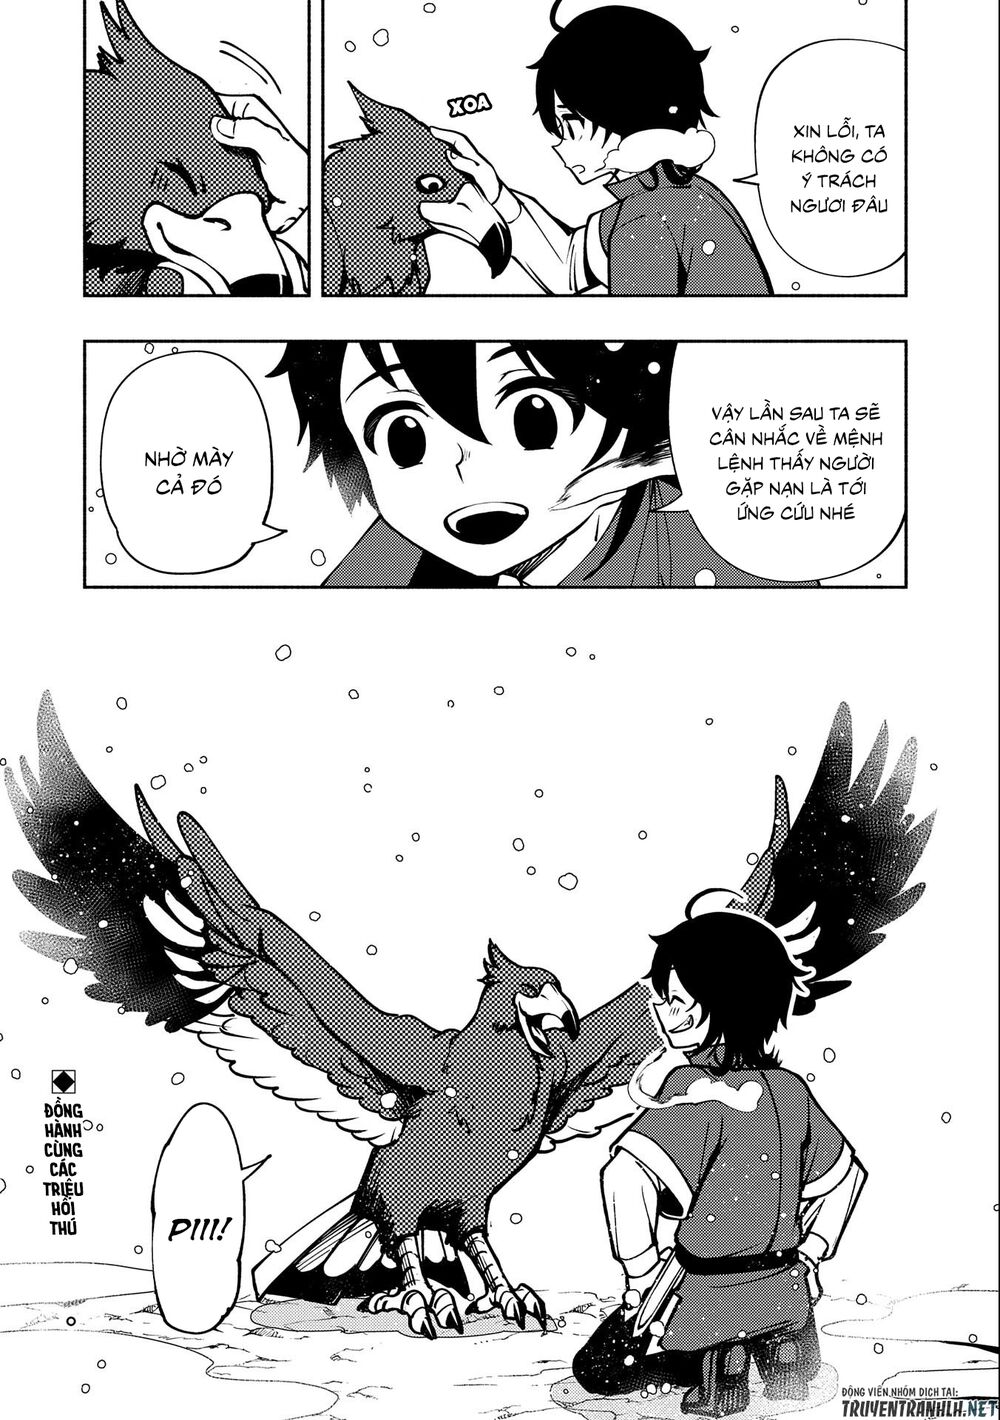 XIN LỖI, TA
KHÔNG CÓ
Ý TRÁCH
NGƯƠI ĐÂU
XOA
VẬY LẦN SAU TA SẼ
CÂN NHẮC VỀ MỆNH
LỆNH THẤY NGƯỜI
GẶP NẠN LÀ TỚI
ỨNG CỨU NHÉ
NHỜ MÀY
CẢ ĐÓ
PIII!
ĐỒNG
HÀNH
CÙNG
CÁC
TRIỆU
HỒI
THÚ
ĐỘNG VIÊN NHÓM DỊCH TẠI:
TRUYENTRANHLH.NET